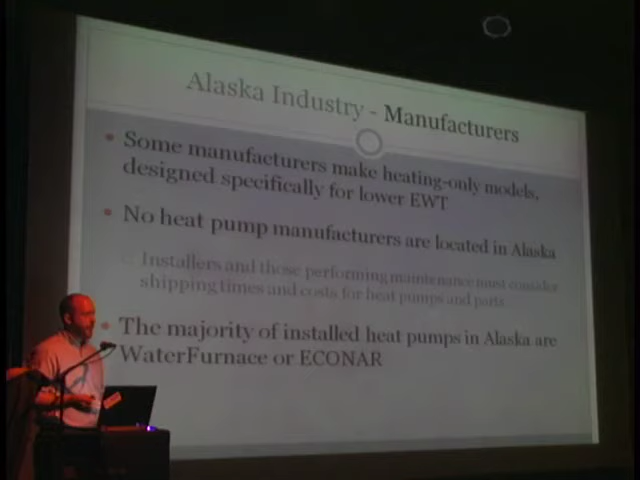 Alaska Industry - Manufacturers
Some manufacturers make heating-only models,
designed specifically for lower EWT
No heat pump manufacturers are located in Alaska
Installers and those performing maintenance must consider
shipping times and costs for heat pumps and parts
The majority of installed heat pumps in Alaska are
WaterFurnace or ECONAR